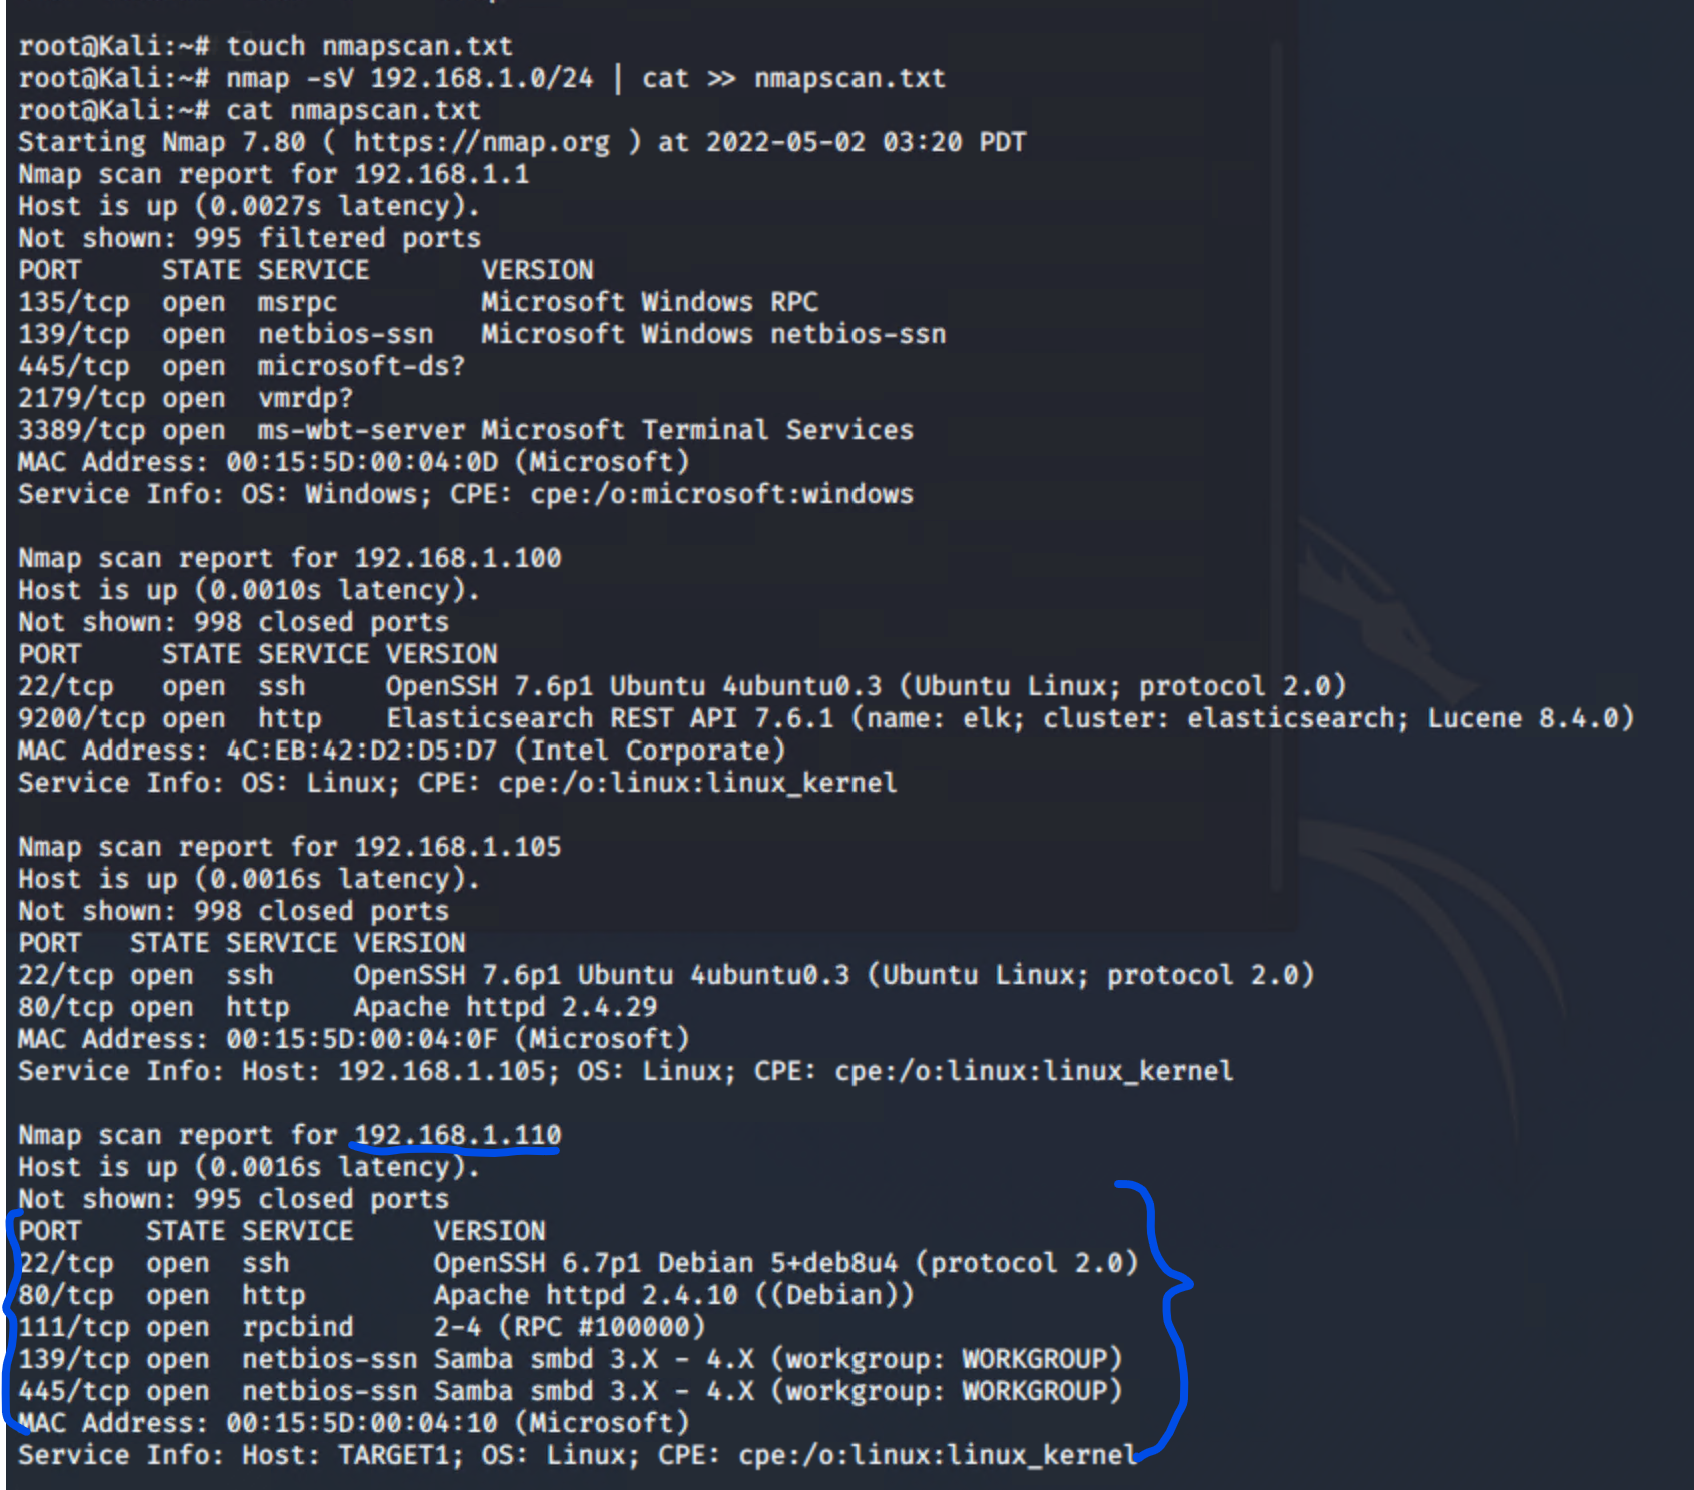 root@Kali:~# touch nmapscan.txt
root@Kali:~# nmap -sV 192.168.1.0/24 | cat >> nmapscan.txt
root@Kali:~# cat nmapscan.txt
Starting Nmap 7.80 ( https://nmap.org ) at 2022-05-02 03:20 PDT
Nmap scan report for 192.168.1.1
Host is up (0.0027s latency).
Not shown: 995 filtered ports
PORT     STATE SERVICE       VERSION
135/tcp  open  msrpc         Microsoft Windows RPC
139/tcp  open  netbios-ssn   Microsoft Windows netbios-ssn
445/tcp  open  microsoft-ds?
2179/tcp open  vmrdp?
3389/tcp open  ms-wbt-server Microsoft Terminal Services
MAC Address: 00:15:5D:00:04:0D (Microsoft)
Service Info: OS: Windows; CPE: cpe:/o:microsoft:windows

Nmap scan report for 192.168.1.100
Host is up (0.0010s latency).
Not shown: 998 closed ports
PORT     STATE SERVICE VERSION
22/tcp   open  ssh     OpenSSH 7.6p1 Ubuntu 4ubuntu0.3 (Ubuntu Linux; protocol 2.0)
9200/tcp open  http    Elasticsearch REST API 7.6.1 (name: elk; cluster: elasticsearch; Lucene 8.4.0)
MAC Address: 4C:EB:42:D2:D5:D7 (Intel Corporate)
Service Info: OS: Linux; CPE: cpe:/o:linux:linux_kernel

Nmap scan report for 192.168.1.105
Host is up (0.0016s latency).
Not shown: 998 closed ports
PORT   STATE SERVICE VERSION
22/tcp open  ssh     OpenSSH 7.6p1 Ubuntu 4ubuntu0.3 (Ubuntu Linux; protocol 2.0)
80/tcp open  http    Apache httpd 2.4.29
MAC Address: 00:15:5D:00:04:0F (Microsoft)
Service Info: Host: 192.168.1.105; OS: Linux; CPE: cpe:/o:linux:linux_kernel

Nmap scan report for 192.168.1.110
Host is up (0.0016s latency).
Not shown: 995 closed ports
PORT    STATE SERVICE     VERSION
22/tcp  open  ssh         OpenSSH 6.7p1 Debian 5+deb8u4 (protocol 2.0)
80/tcp  open  http        Apache httpd 2.4.10 ((Debian))
111/tcp open  rpcbind     2-4 (RPC #100000)
139/tcp open  netbios-ssn Samba smbd 3.X - 4.X (workgroup: WORKGROUP)
445/tcp open  netbios-ssn Samba smbd 3.X - 4.X (workgroup: WORKGROUP)
MAC Address: 00:15:5D:00:04:10 (Microsoft)
Service Info: Host: TARGET1; OS: Linux; CPE: cpe:/o:linux:linux_kernel